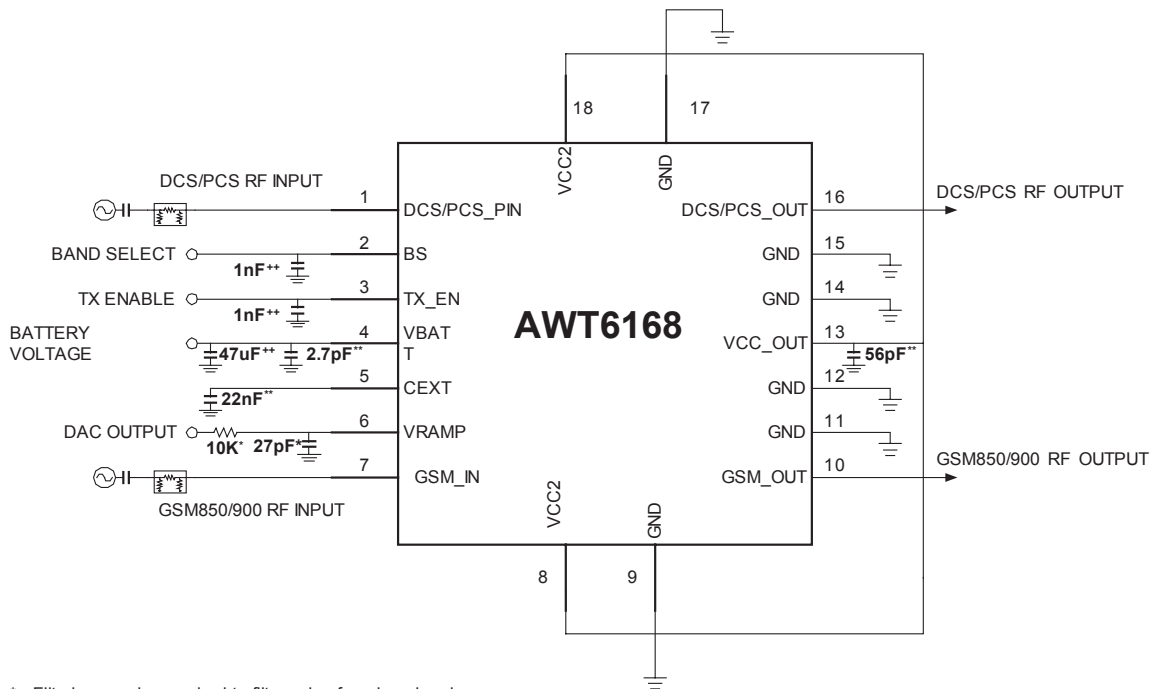 18
17
VCC2
GND
DCS/PCS RF INPUT
1
DCS/PCS_PIN
DCS/PCS_OUT
16
DCS/PCS RF OUTPUT
BAND SELECT
2
BS
GND
15
1nF++
TX ENABLE
3
TX_EN
GND
14
1nF++
AWT6168
BATTERY
VOLTAGE
4
VBAT
T
VCC_OUT
13
47uF++
2.7pF**
56pF**
5
CEXT
GND
12
22nF**
DAC OUTPUT
6
VRAMP
GND
11
10K*
27pF*
7
GSM_IN
GSM_OUT
10
GSM850/900 RF OUTPUT
GSM850/900 RF INPUT
VCC2
GND
8
9